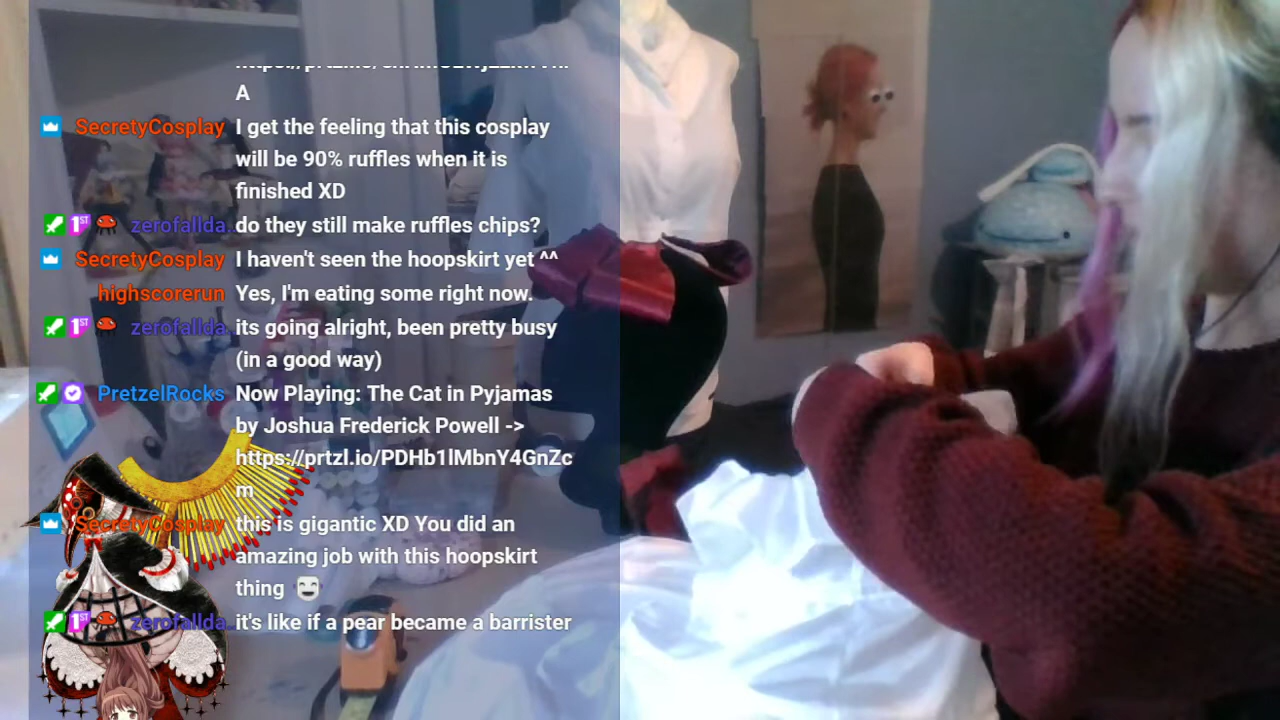 A
SecretyCosplay I get the feeling that this cosplay
will be 90% ruffles when it is
finished XD
1ST zerofallda.. do they still make ruffles chips?
SecretyCosplay I haven't seen the hoopskirt yet ^^
highscorerun Yes, I'm eating some right now.
1ST zerofallda.. its going alright, been pretty busy
(in a good way)
PretzelRocks Now Playing: The Cat in Pyjamas
by Joshua Frederick Powell ->
https://prtzl.io/PDHb1lMbnY4GnZc
m
SecretyCosplay this is gigantic XD You did an
amazing job with this hoopskirt
thing
1ST zerofallda.. it's like if a pear became a barrister